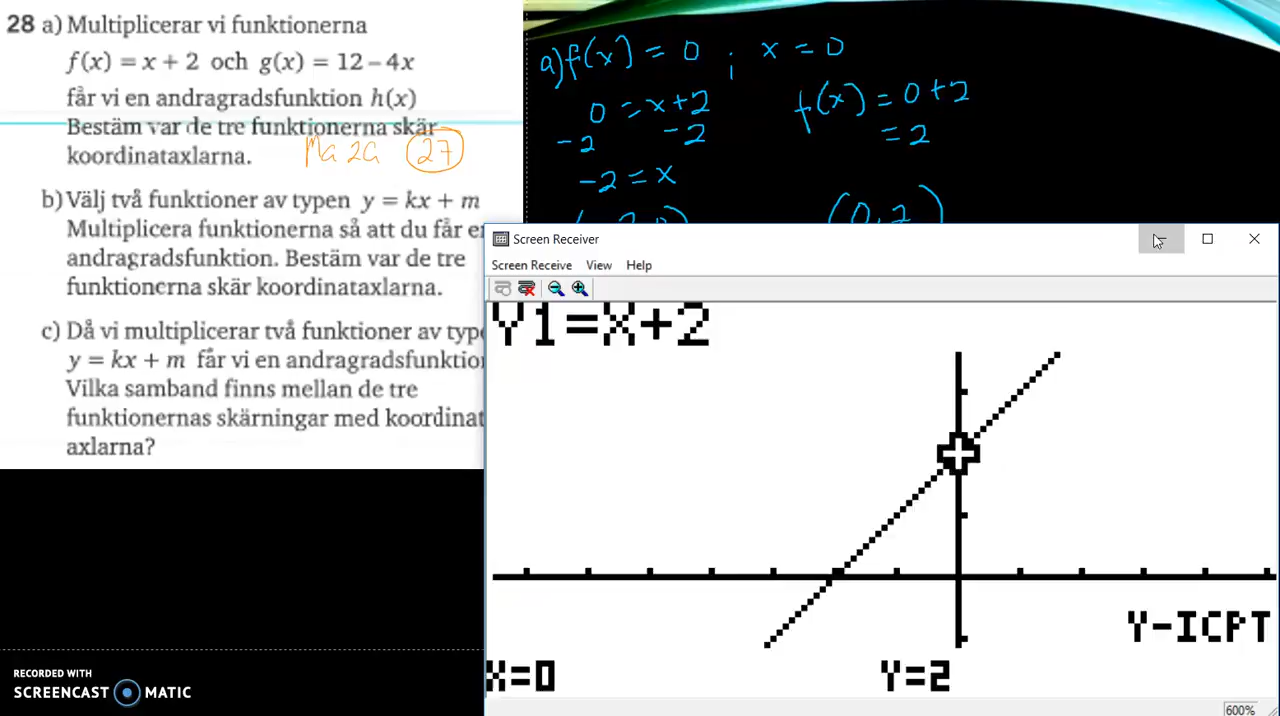 28 a) Multiplicerar vi funktionerna
f(x) = x + 2 och g(x) = 12 – 4x
får vi en andragradsfunktion h(x)
Bestäm var de tre funktionerna skär
koordinataxlarna.
Ma 2a 27
b) Välj två funktioner av typen y = kx + m
Multiplicera funktionerna så att du får e
andragradsfunktion. Bestäm var de tre
funktionerna skär koordinataxlarna.
c) Då vi multiplicerar två funktioner av type
y = kx + m får vi en andragradsfunktio
Vilka samband finns mellan de tre
funktionernas skärningar med koordinat
axlarna?
a) f(x) = 0 ; x = 0
0 = x+2 f(x) = 0+2
-2 -2 = 2
-2 = x
(0,2)
Screen Receiver
Screen Receive View Help
Y1=X+2
Y-ICPT
X=0 Y=2
600%
RECORDED WITH
SCREENCAST MATIC